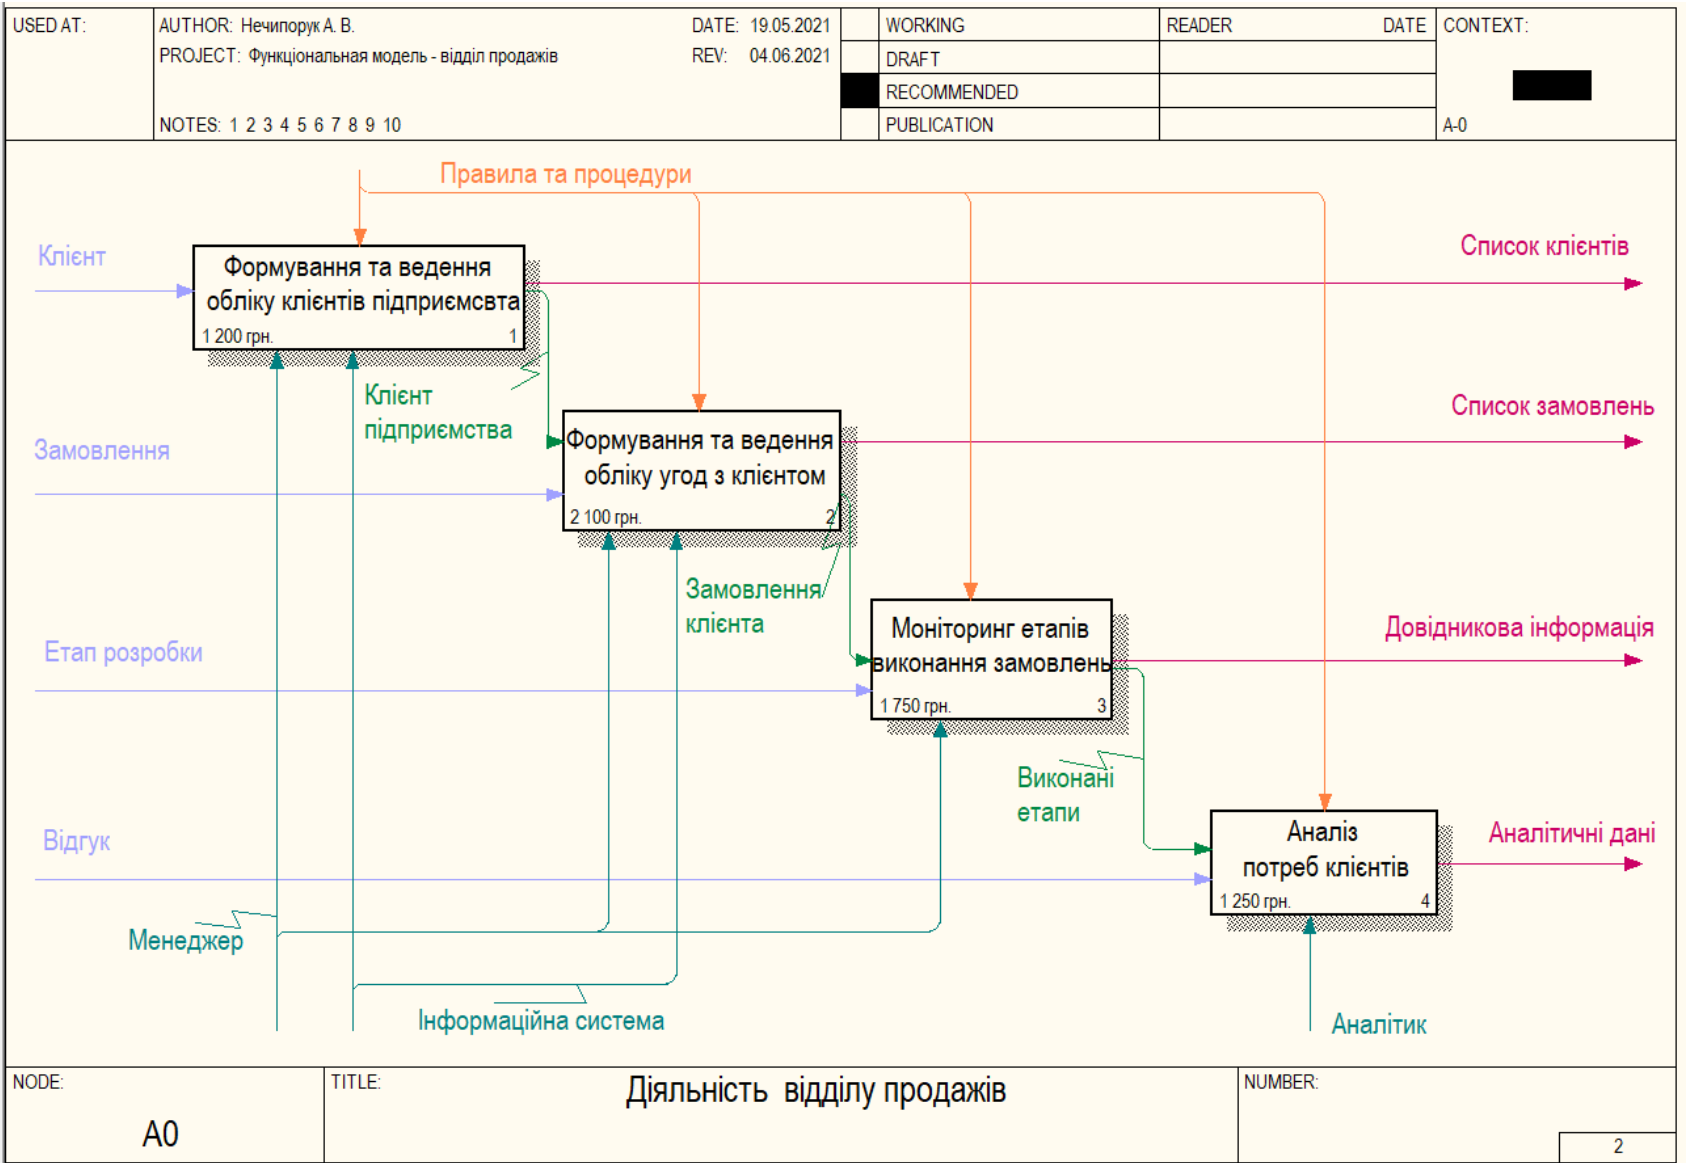 USED AT:
AUTHOR: Нечипорук А. В.
DATE: 19.05.2021
WORKING
READER
DATE
CONTEXT:
PROJECT: Функціональная модель - відділ продажів
REV: 04.06.2021
DRAFT
RECOMMENDED
NOTES: 1 2 3 4 5 6 7 8 9 10
PUBLICATION
A-0
Правила та процедури
Клієнт
Формування та ведення
обліку клієнтів підприємсвта
1 200 грн.
1
Список клієнтів
Клієнт
підприємства
Список замовлень
Замовлення
Формування та ведення
обліку угод з клієнтом
2 100 грн.
2
Замовлення
клієнта
Етап розробки
Моніторинг етапів
виконання замовлень
1 750 грн.
3
Довідникова інформація
Виконані
етапи
Відгук
Аналіз
потреб клієнтів
1 250 грн.
4
Аналітичні дані
Менеджер
Інформаційна система
Аналітик
NODE:
TITLE:
Діяльність відділу продажів
NUMBER:
A0
2